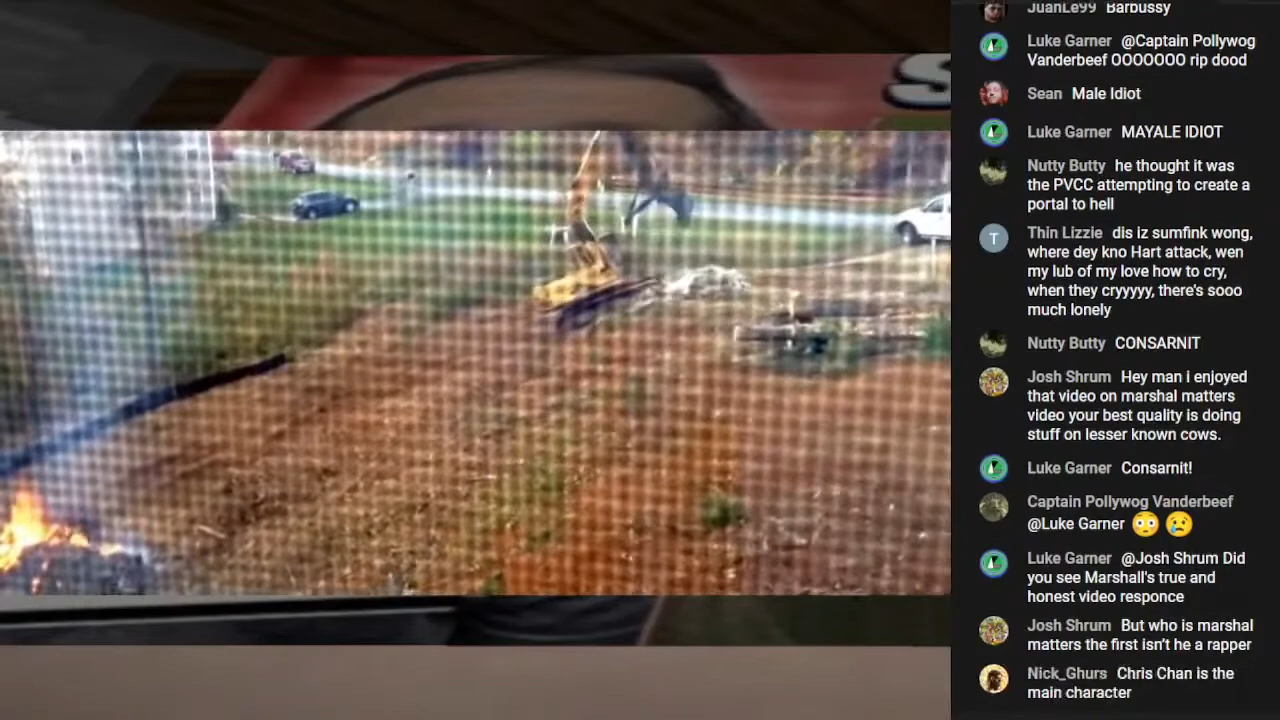 JuanLe99 Barbussy
Luke Garner @Captain Pollywog
Vanderbeef OOOOOOO rip dood
Sean Male Idiot
Luke Garner MAYALE IDIOT
Nutty Butty he thought it was
the PVCC attempting to create a
portal to hell
T
Thin Lizzie dis iz sumfink wong,
where dey kno Hart attack, wen
my lub of my love how to cry,
when they cryyyyy, there's sooo
much lonely
Nutty Butty CONSARNIT
Josh Shrum Hey man i enjoyed
that video on marshal matters
video your best quality is doing
stuff on lesser known cows.
Luke Garner Consarnit!
Captain Pollywog Vanderbeef
@Luke Garner 😳 😢
Luke Garner @Josh Shrum Did
you see Marshall's true and
honest video responce
Josh Shrum But who is marshal
matters the first isn't he a rapper
Nick_Ghurs Chris Chan is the
main character